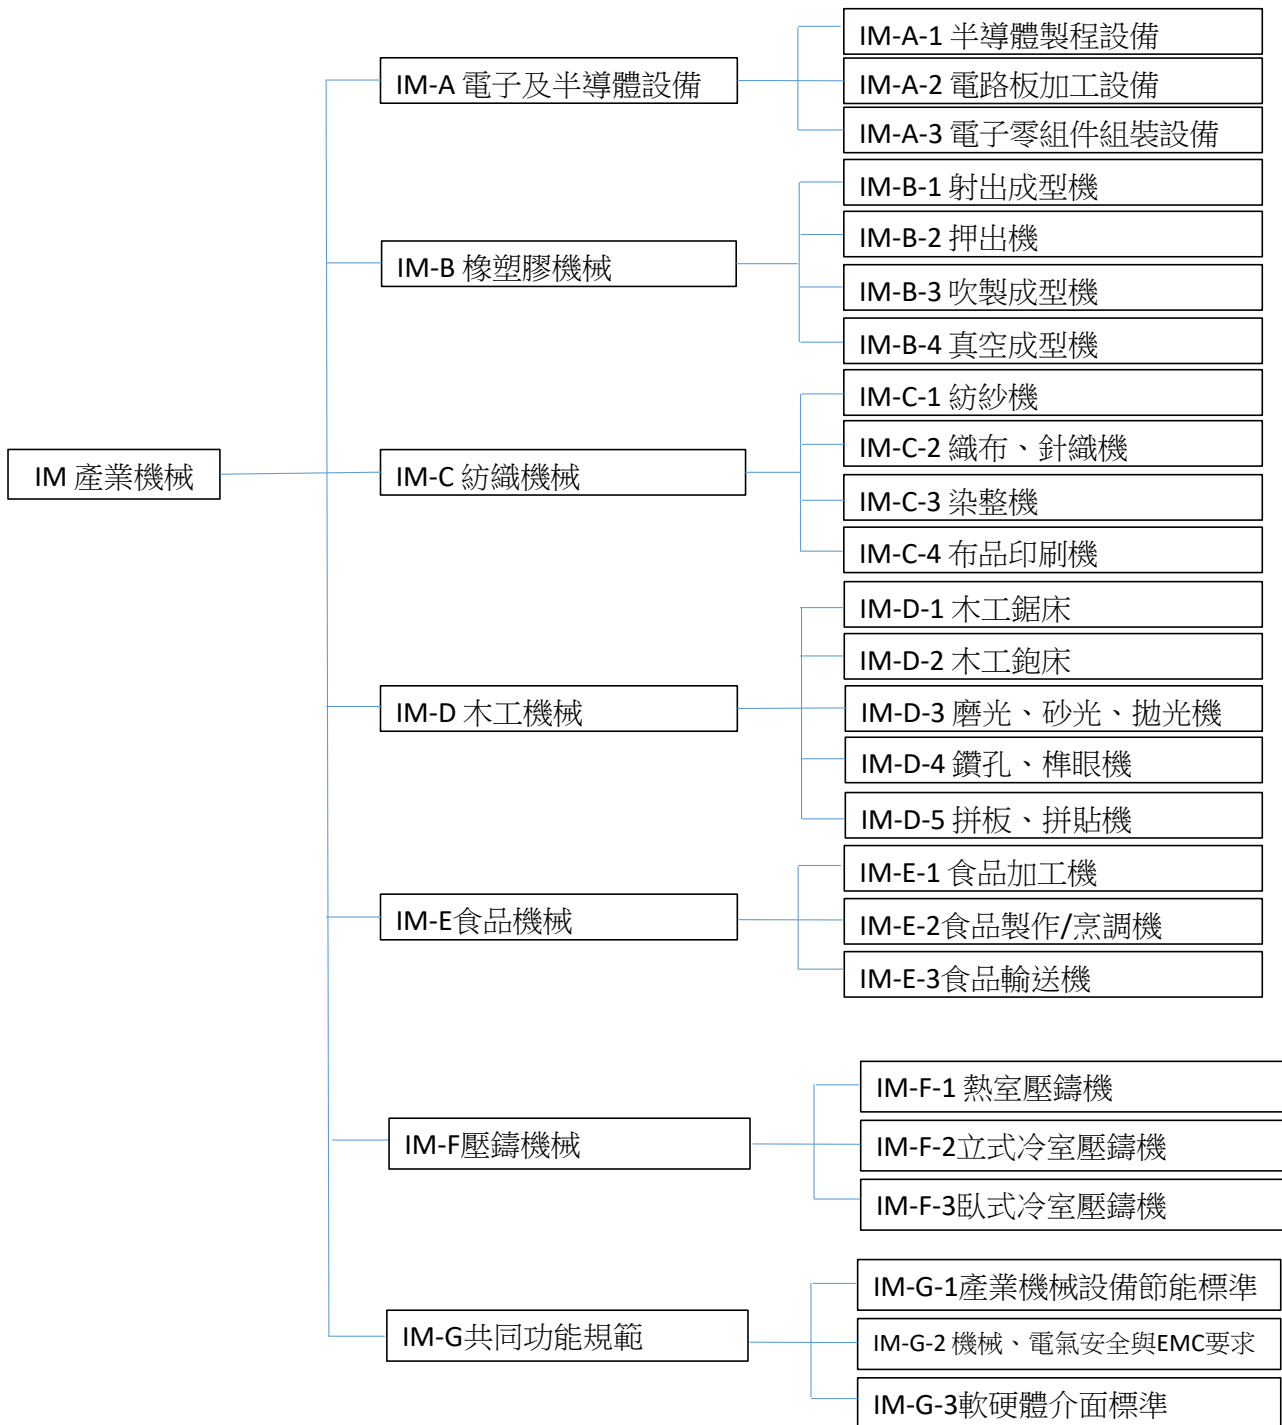 IM 產業機械
IM-A 電子及半導體設備
IM-A-1 半導體製程設備
IM-A-2 電路板加工設備
IM-A-3 電子零組件組裝設備
IM-B 橡塑膠機械
IM-B-1 射出成型機
IM-B-2 押出機
IM-B-3 吹製成型機
IM-B-4 真空成型機
IM-C 紡織機械
IM-C-1 紡紗機
IM-C-2 織布、針織機
IM-C-3 染整機
IM-C-4 布品印刷機
IM-D 木工機械
IM-D-1 木工鋸床
IM-D-2 木工鉋床
IM-D-3 磨光、砂光、拋光機
IM-D-4 鑽孔、榫眼機
IM-D-5 拼板、拼貼機
IM-E食品機械
IM-E-1 食品加工機
IM-E-2食品製作/烹調機
IM-E-3食品輸送機
IM-F壓鑄機械
IM-F-1 熱室壓鑄機
IM-F-2立式冷室壓鑄機
IM-F-3臥式冷室壓鑄機
IM-G共同功能規範
IM-G-1產業機械設備節能標準
IM-G-2 機械、電氣安全與EMC要求
IM-G-3軟硬體介面標準